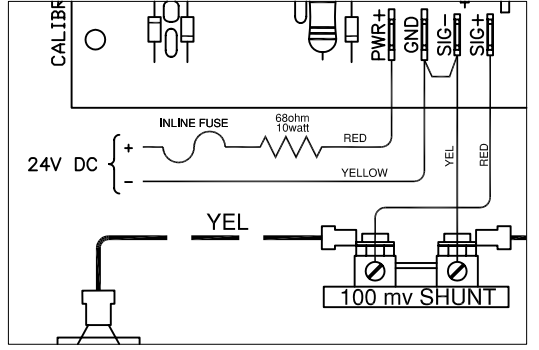 CALIBR
PWR+
GND
SIG-
SIG+
+
INLINE FUSE
68ohm
10watt
RED
24V DC
+
-
YELLOW
YEL
RED
YEL
100 mv SHUNT